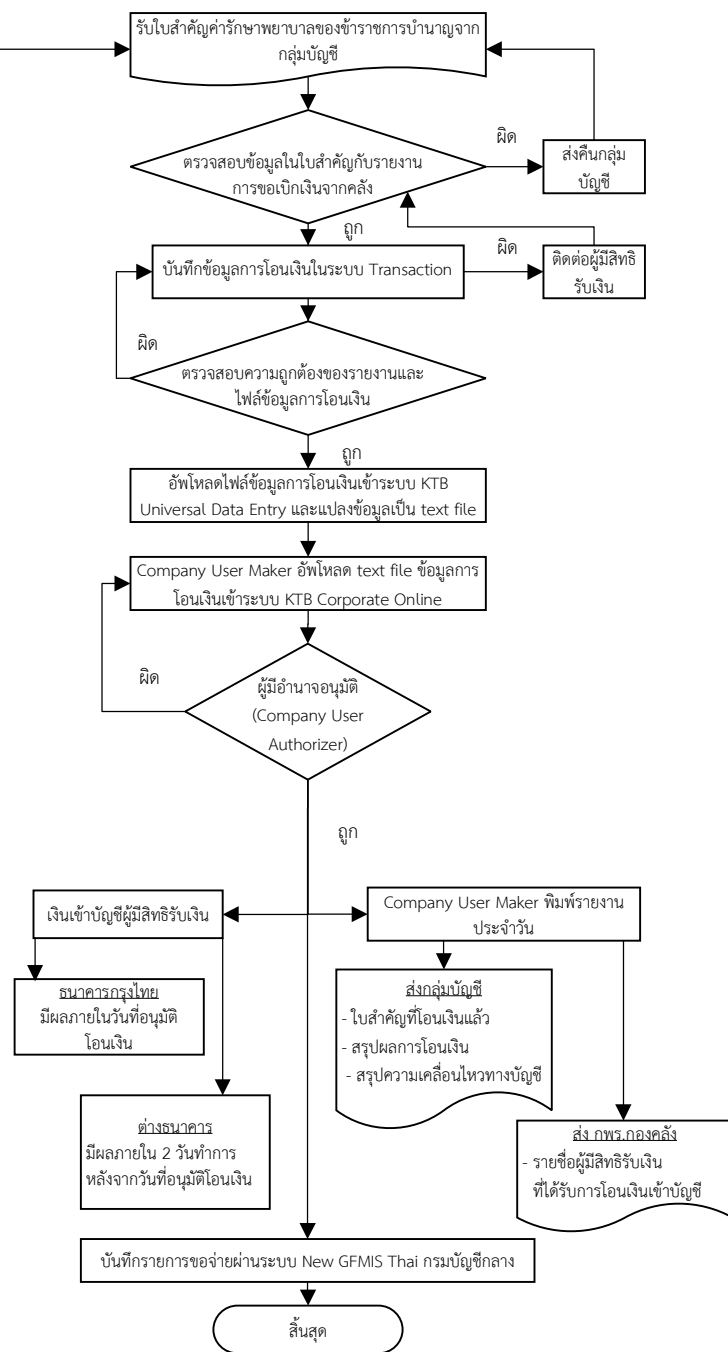 รับใบสำคัญค่ารักษาพยาบาลของข้าราชการบำนาญจาก
กลุ่มบัญชี
ตรวจสอบข้อมูลในใบสำคัญกับรายงาน
การขอเบิกเงินจากคลัง
ผิด
ส่งคืนกลุ่ม
บัญชี
ถูก
บันทึกข้อมูลการโอนเงินในระบบ Transaction
ผิด
ติดต่อผู้มีสิทธิ
รับเงิน
ผิด
ตรวจสอบความถูกต้องของรายงานและ
ไฟล์ข้อมูลการโอนเงิน
ถูก
อัพโหลดไฟล์ข้อมูลการโอนเงินเข้าระบบ KTB
Universal Data Entry และแปลงข้อมูลเป็น text file
Company User Maker อัพโหลด text file ข้อมูลการ
โอนเงินเข้าระบบ KTB Corporate Online
ผิด
ผู้มีอำนาจอนุมัติ
(Company User
Authorizer)
ถูก
เงินเข้าบัญชีผู้มีสิทธิรับเงิน
Company User Maker พิมพ์รายงาน
ประจำวัน
ธนาคารกรุงไทย
มีผลภายในวันที่อนุมัติ
โอนเงิน
ส่งกลุ่มบัญชี
- ใบสำคัญที่โอนเงินแล้ว
- สรุปผลการโอนเงิน
- สรุปความเคลื่อนไหวทางบัญชี
ต่างธนาคาร
มีผลภายใน 2 วันทำการ
หลังจากวันที่อนุมัติโอนเงิน
ส่ง กพร.กองคลัง
- รายชื่อผู้มีสิทธิรับเงิน
ที่ได้รับการโอนเงินเข้าบัญชี
บันทึกรายการขอจ่ายผ่านระบบ New GFMIS Thai กรมบัญชีกลาง
สิ้นสุด